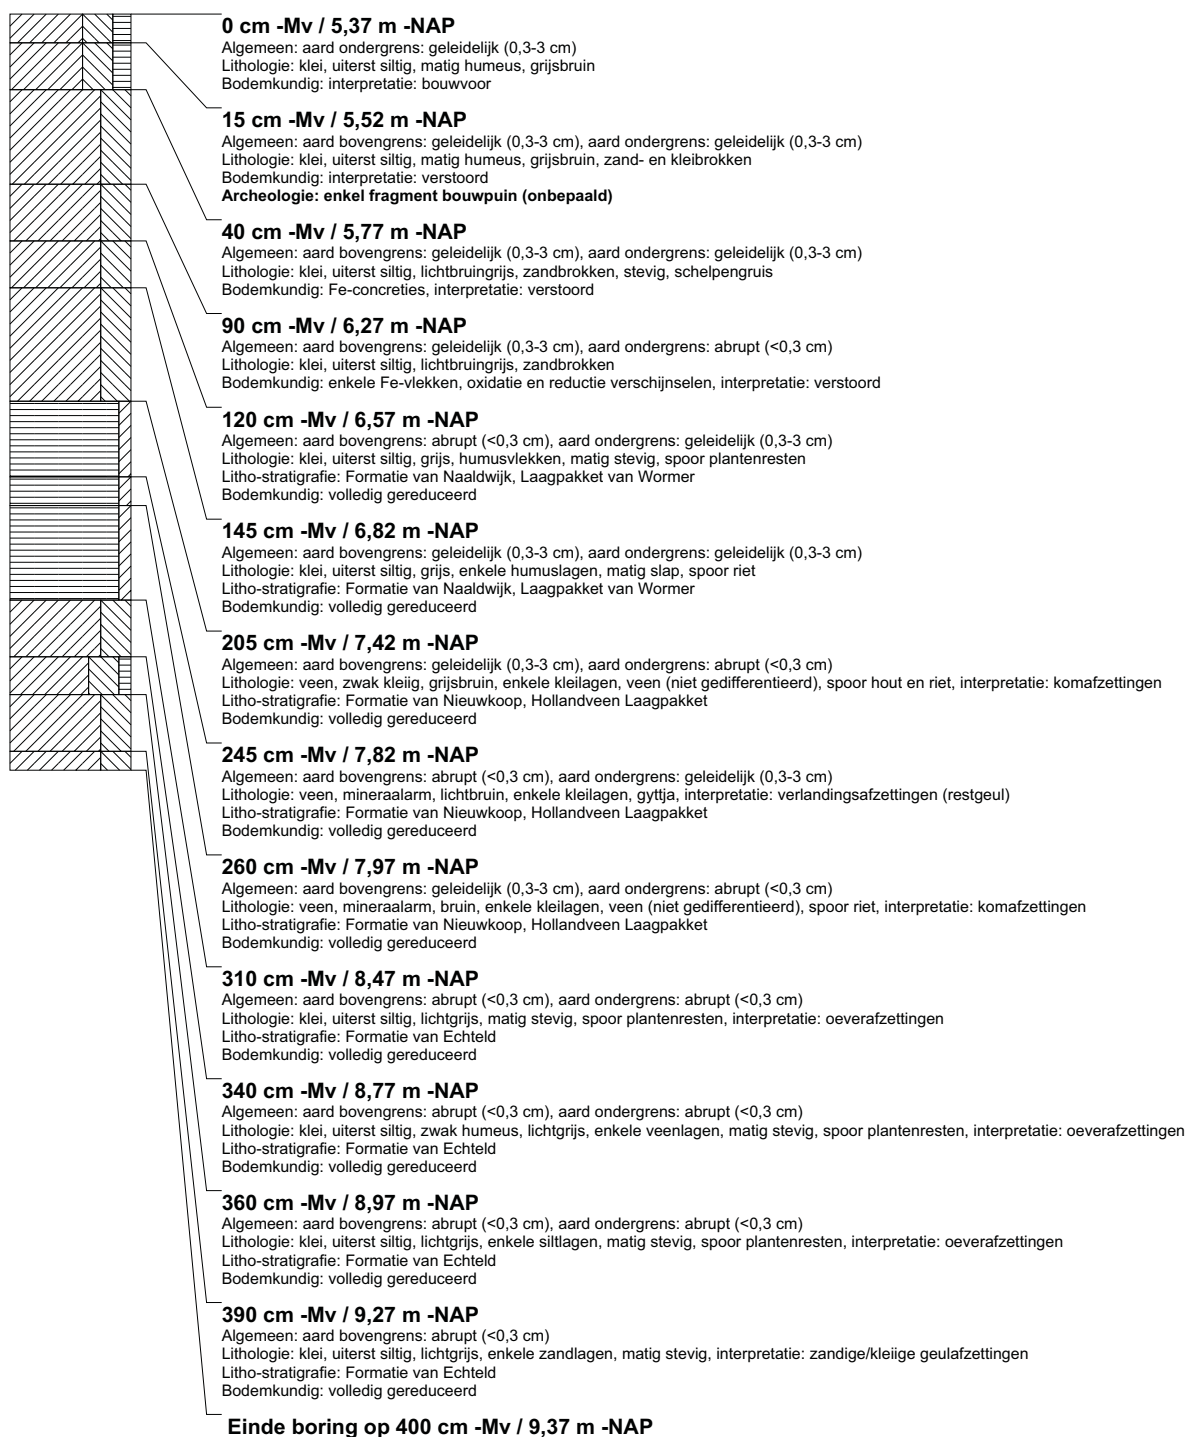 0 cm -Mv / 5,37 m -NAP
Algemeen: aard ondergrens: geleidelijk (0,3-3 cm)
Lithologie: klei, uiterst siltig, matig humeus, grijsbruin
Bodemkundig: interpretatie: bouwvoor
15 cm -Mv / 5,52 m -NAP
Algemeen: aard bovengrens: geleidelijk (0,3-3 cm), aard ondergrens: geleidelijk (0,3-3 cm)
Lithologie: klei, uiterst siltig, matig humeus, grijsbruin, zand- en kleibrokken
Bodemkundig: interpretatie: verstoord
Archeologie: enkel fragment bouwpuin (onbepaald)
40 cm -Mv / 5,77 m -NAP
Algemeen: aard bovengrens: geleidelijk (0,3-3 cm), aard ondergrens: geleidelijk (0,3-3 cm)
Lithologie: klei, uiterst siltig, lichtbruingrijs, zandbrokken, stevig, schelpengruis
Bodemkundig: Fe-concreties, interpretatie: verstoord
90 cm -Mv / 6,27 m -NAP
Algemeen: aard bovengrens: geleidelijk (0,3-3 cm), aard ondergrens: abrupt (<0,3 cm)
Lithologie: klei, uiterst siltig, lichtbruingrijs, zandbrokken
Bodemkundig: enkele Fe-vlekken, oxidatie en reductie verschijnselen, interpretatie: verstoord
120 cm -Mv / 6,57 m -NAP
Algemeen: aard bovengrens: abrupt (<0,3 cm), aard ondergrens: geleidelijk (0,3-3 cm)
Lithologie: klei, uiterst siltig, grijs, humusvlekken, matig stevig, spoor plantenresten
Litho-stratigrafie: Formatie van Naaldwijk, Laagpakket van Wormer
Bodemkundig: volledig gereduceerd
145 cm -Mv / 6,82 m -NAP
Algemeen: aard bovengrens: geleidelijk (0,3-3 cm), aard ondergrens: geleidelijk (0,3-3 cm)
Lithologie: klei, uiterst siltig, grijs, enkele humuslagen, matig slap, spoor riet
Litho-stratigrafie: Formatie van Naaldwijk, Laagpakket van Wormer
Bodemkundig: volledig gereduceerd
205 cm -Mv / 7,42 m -NAP
Algemeen: aard bovengrens: geleidelijk (0,3-3 cm), aard ondergrens: abrupt (<0,3 cm)
Lithologie: veen, zwak kleiig, grijsbruin, enkele kleilagen, veen (niet gedifferentieerd), spoor hout en riet, interpretatie: komafzettingen
Litho-stratigrafie: Formatie van Nieuwkoop, Hollandveen Laagpakket
Bodemkundig: volledig gereduceerd
245 cm -Mv / 7,82 m -NAP
Algemeen: aard bovengrens: abrupt (<0,3 cm), aard ondergrens: geleidelijk (0,3-3 cm)
Lithologie: veen, mineraalarm, lichtbruin, enkele kleilagen, gyttja, interpretatie: verlandingsafzettingen (restgeul)
Litho-stratigrafie: Formatie van Nieuwkoop, Hollandveen Laagpakket
Bodemkundig: volledig gereduceerd
260 cm -Mv / 7,97 m -NAP
Algemeen: aard bovengrens: geleidelijk (0,3-3 cm), aard ondergrens: abrupt (<0,3 cm)
Lithologie: veen, mineraalarm, bruin, enkele kleilagen, veen (niet gedifferentieerd), spoor riet, interpretatie: komafzettingen
Litho-stratigrafie: Formatie van Nieuwkoop, Hollandveen Laagpakket
Bodemkundig: volledig gereduceerd
310 cm -Mv / 8,47 m -NAP
Algemeen: aard bovengrens: abrupt (<0,3 cm), aard ondergrens: abrupt (<0,3 cm)
Lithologie: klei, uiterst siltig, lichtgrijs, matig stevig, spoor plantenresten, interpretatie: oeverafzettingen
Litho-stratigrafie: Formatie van Echteld
Bodemkundig: volledig gereduceerd
340 cm -Mv / 8,77 m -NAP
Algemeen: aard bovengrens: abrupt (<0,3 cm), aard ondergrens: abrupt (<0,3 cm)
Lithologie: klei, uiterst siltig, zwak humeus, lichtgrijs, enkele veenlagen, matig stevig, spoor plantenresten, interpretatie: oeverafzettingen
Litho-stratigrafie: Formatie van Echteld
Bodemkundig: volledig gereduceerd
360 cm -Mv / 8,97 m -NAP
Algemeen: aard bovengrens: abrupt (<0,3 cm), aard ondergrens: abrupt (<0,3 cm)
Lithologie: klei, uiterst siltig, lichtgrijs, enkele siltlagen, matig stevig, spoor plantenresten, interpretatie: oeverafzettingen
Litho-stratigrafie: Formatie van Echteld
Bodemkundig: volledig gereduceerd
390 cm -Mv / 9,27 m -NAP
Algemeen: aard bovengrens: abrupt (<0,3 cm)
Lithologie: klei, uiterst siltig, lichtgrijs, enkele zandlagen, matig stevig, interpretatie: zandige/kleiige geulafzettingen
Litho-stratigrafie: Formatie van Echteld
Bodemkundig: volledig gereduceerd
Einde boring op 400 cm -Mv / 9,37 m -NAP